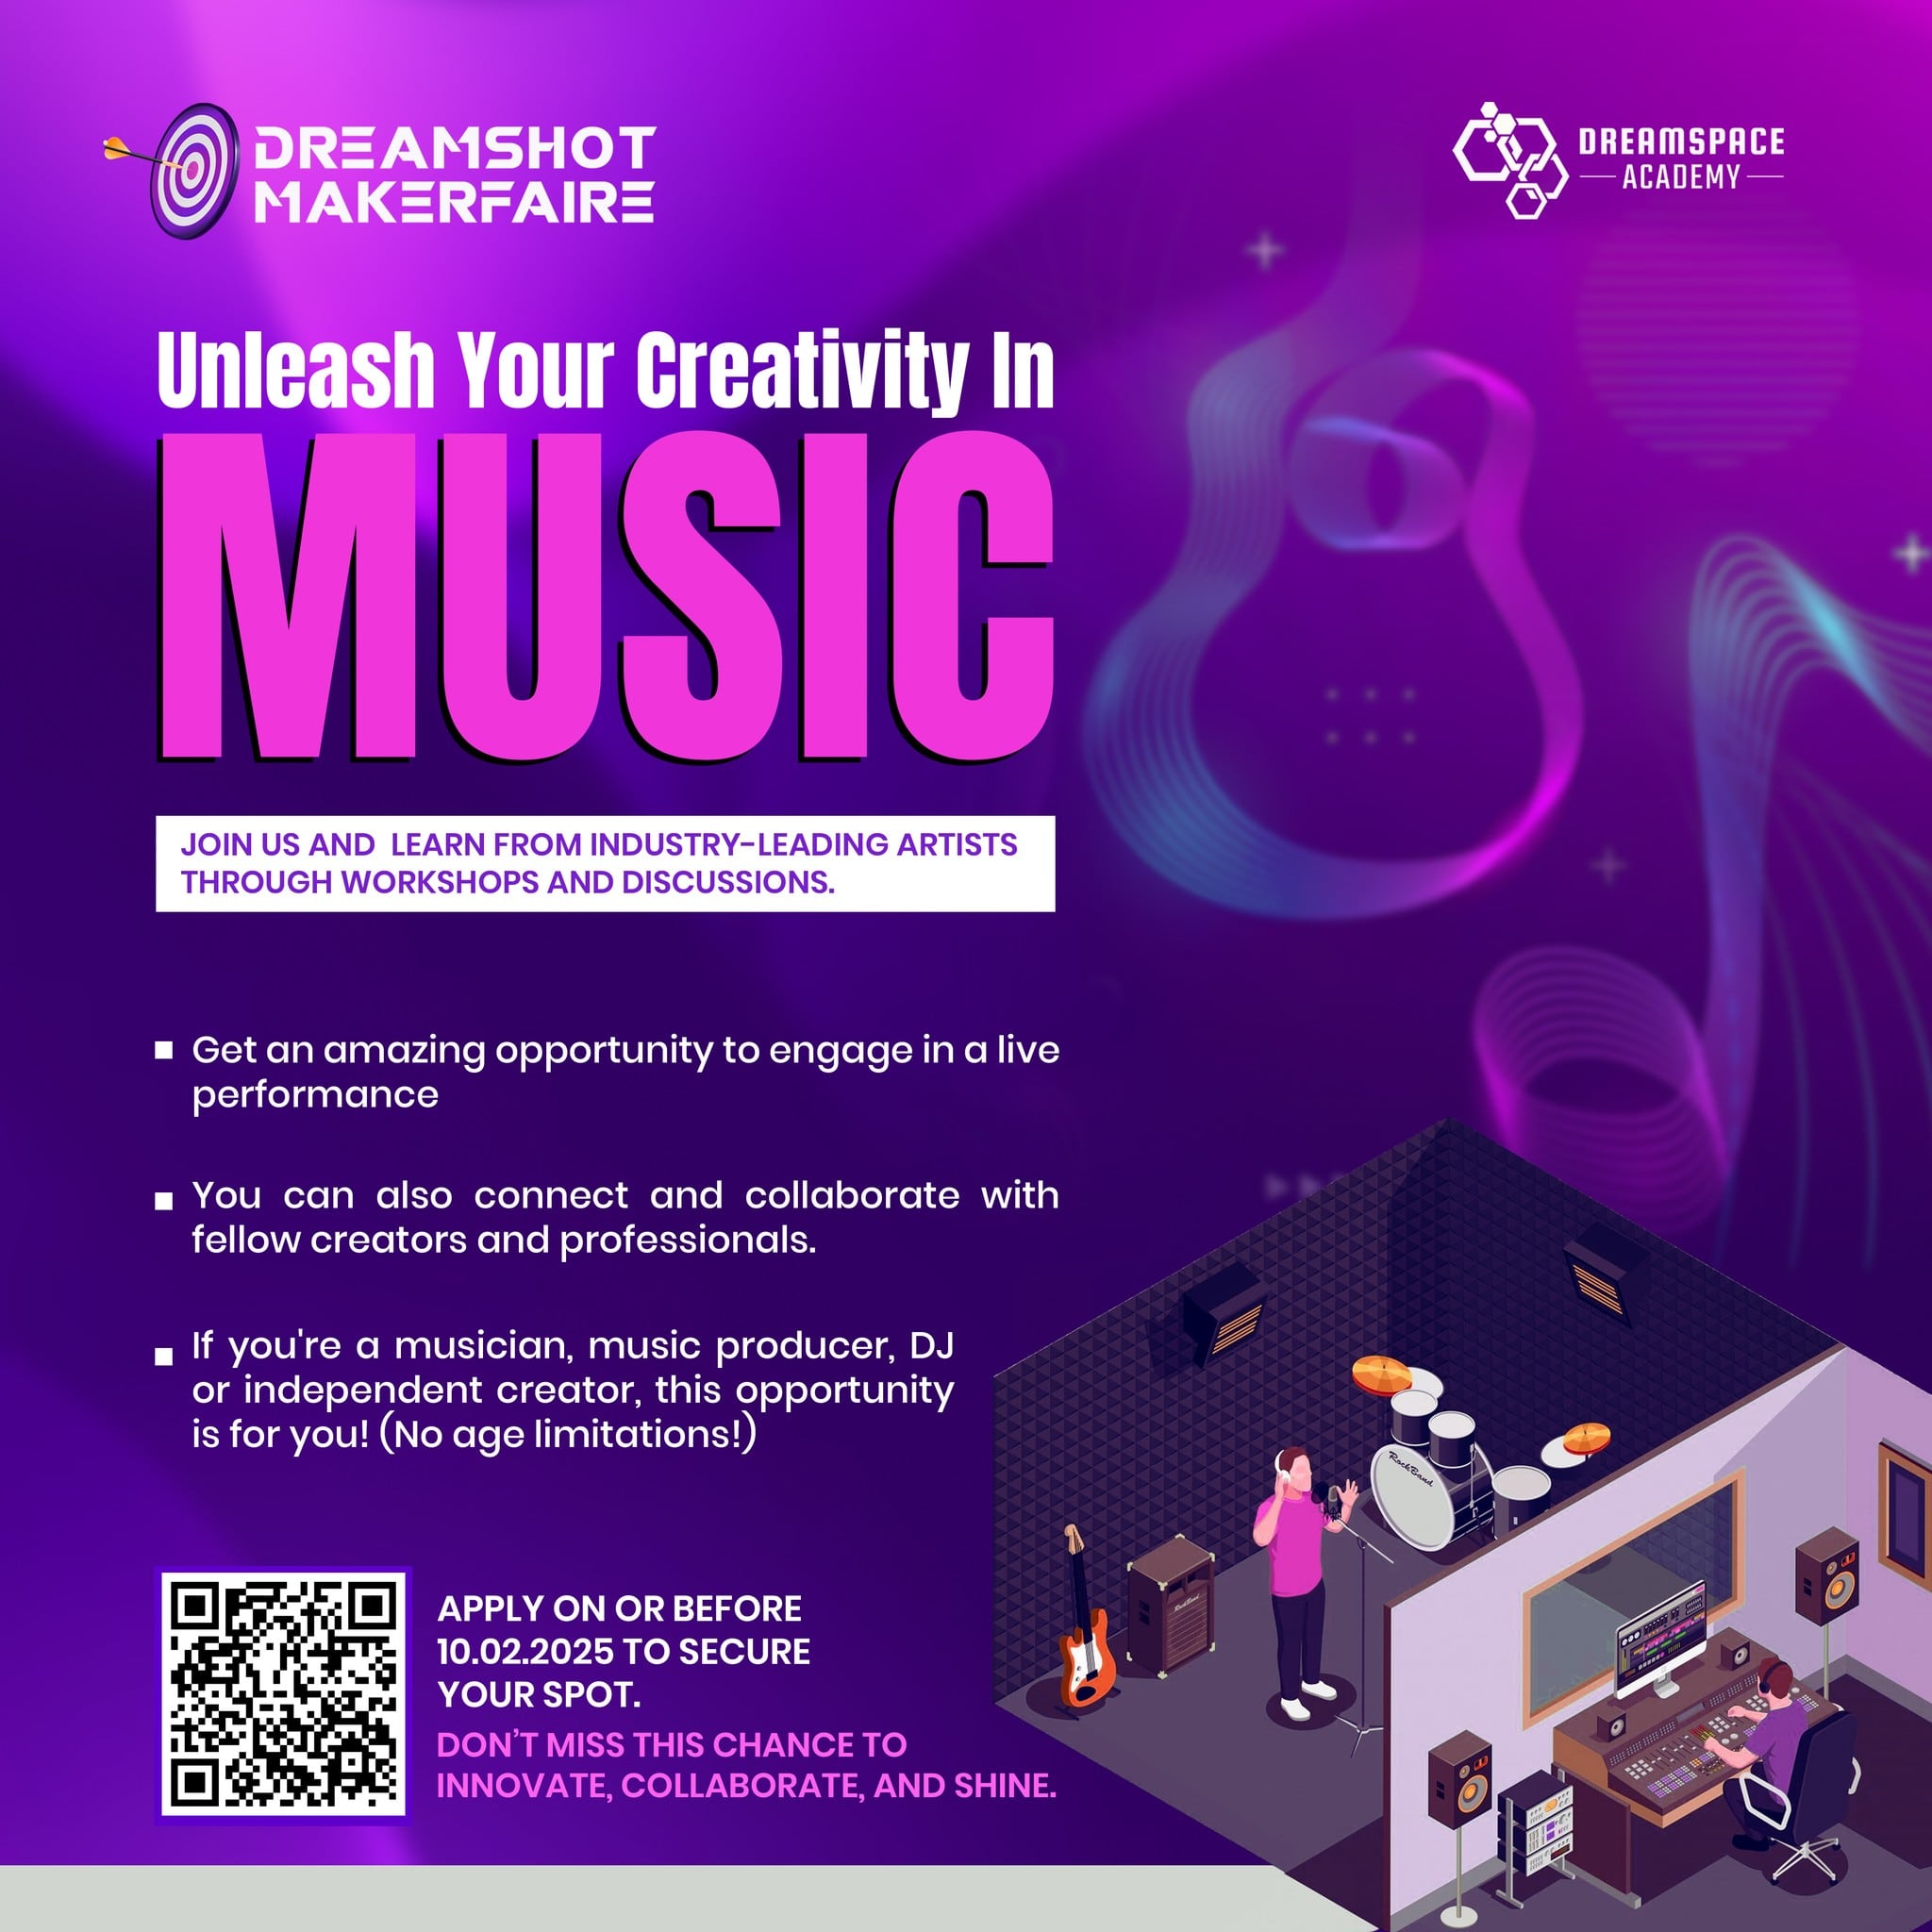 DREAMSHOT
MAKERFAIRE
DREAMSPACE
ACADEMY
Unleash Your Creativity In
MUSIC
JOIN US AND LEARN FROM INDUSTRY-LEADING ARTISTS
THROUGH WORKSHOPS AND DISCUSSIONS.
Get an amazing opportunity to engage in a live
performance
You can also connect and collaborate with
fellow creators and professionals.
If you're a musician, music producer, DJ
or independent creator, this opportunity
is for you! (No age limitations!)
RockBand
RockBand
APPLY ON OR BEFORE
10.02.2025 TO SECURE
YOUR SPOT.
DON’T MISS THIS CHANCE TO
INNOVATE, COLLABORATE, AND SHINE.